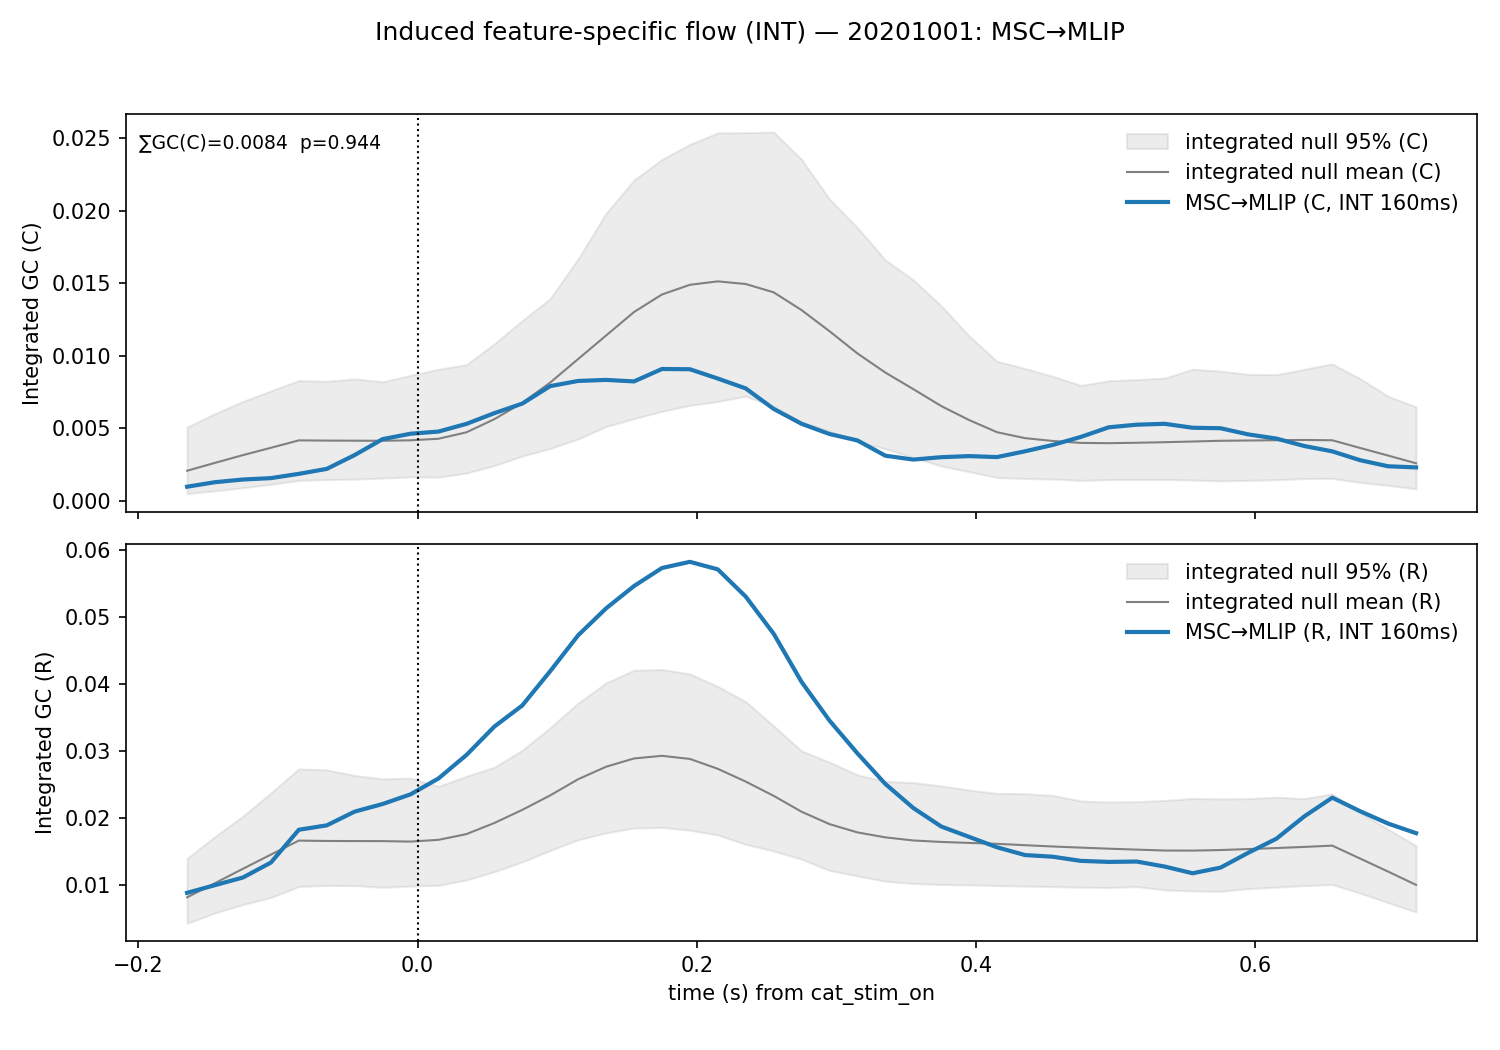 Induced feature-specific flow (INT) — 20201001: MSC→MLIP
∑GC(C)=0.0084  p=0.944
integrated null 95% (C)
integrated null mean (C)
MSC→MLIP (C, INT 160ms)
Integrated GC (C)
0.025
0.020
0.015
0.010
0.005
0.000
integrated null 95% (R)
integrated null mean (R)
MSC→MLIP (R, INT 160ms)
Integrated GC (R)
0.06
0.05
0.04
0.03
0.02
0.01
−0.2 0.0 0.2 0.4 0.6
time (s) from cat_stim_on